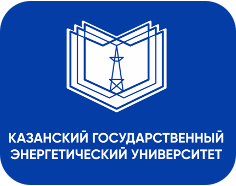 КАЗАНСКИЙ ГОСУДАРСТВЕННЫЙ
ЭНЕРГЕТИЧЕСКИЙ УНИВЕРСИТЕТ